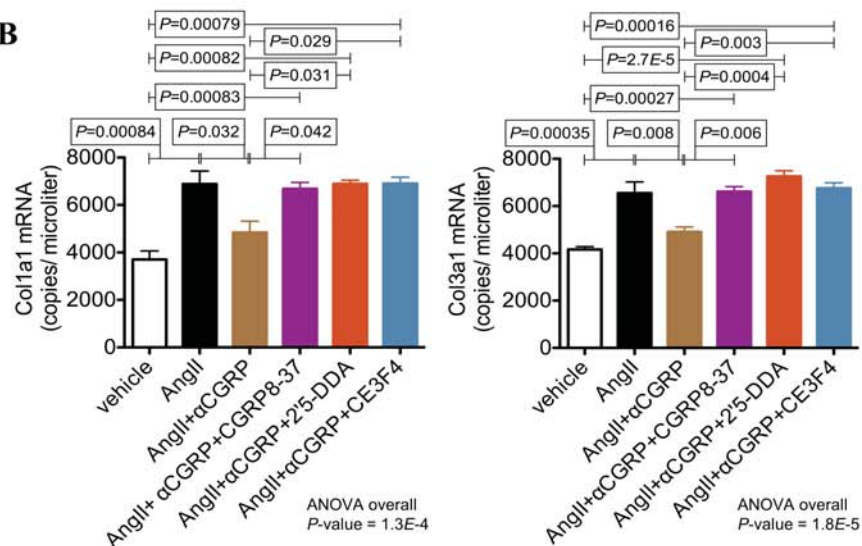 B
P=0.00079
P=0.029
P=0.00082
P=0.031
P=0.00083
P=0.00084
P=0.032
P=0.042
8000
6000
4000
2000
0
Col1a1 mRNA
(copies/ microliter)
vehicle
AngII
AngII+αCGRP
AngII+ αCGRP+CGRP8-37
AngII+αCGRP+2'5-DDA
AngII+αCGRP+CE3F4
ANOVA overall
P-value = 1.3E-4
P=0.00016
P=0.003
P=2.7E-5
P=0.0004
P=0.00027
P=0.00035
P=0.008
P=0.006
8000
6000
4000
2000
0
Col3a1 mRNA
(copies/ microliter)
vehicle
AngII
AngII+αCGRP
AngII+αCGRP+CGRP8-37
AngII+αCGRP+2'5-DDA
AngII+αCGRP+CE3F4
ANOVA overall
P-value = 1.8E-5